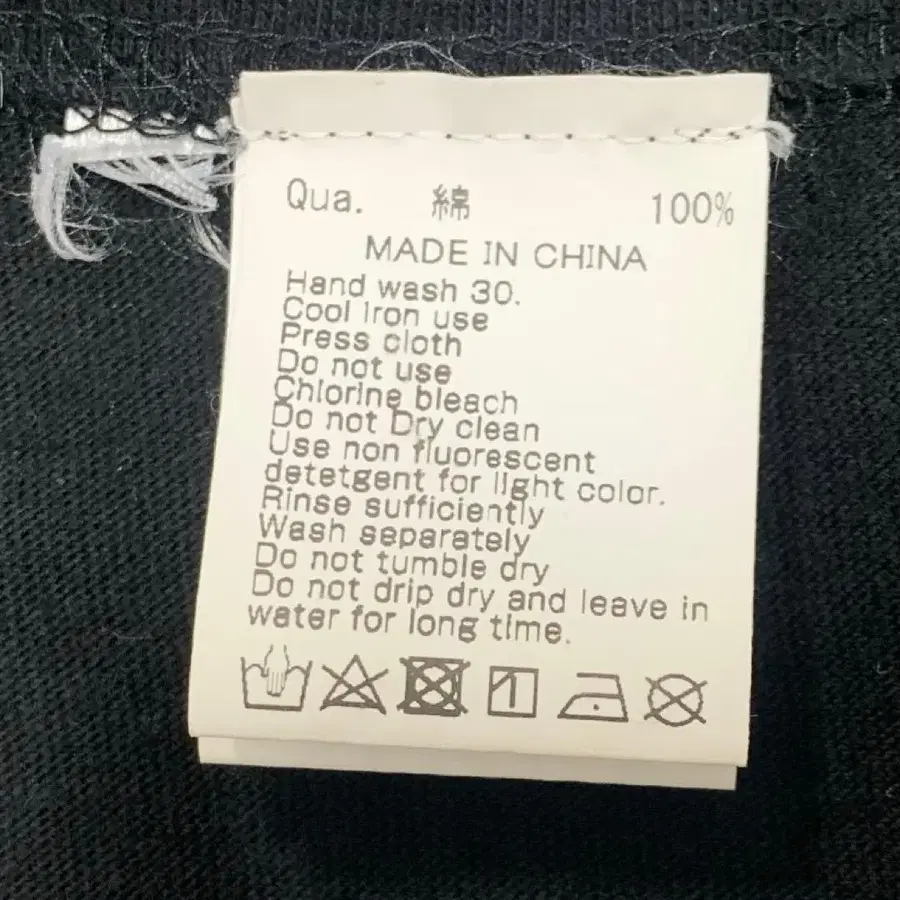 Qua. 綿 100%
MADE IN CHINA
Hand wash 30.
Cool iron use
Press cloth
Do not use
Chlorine bleach
Do not Dry clean
Use non fluorescent
detetgent for light color.
Rinse sufficiently
Wash separately
Do not tumble dry
Do not drip dry and leave in
water for long time.